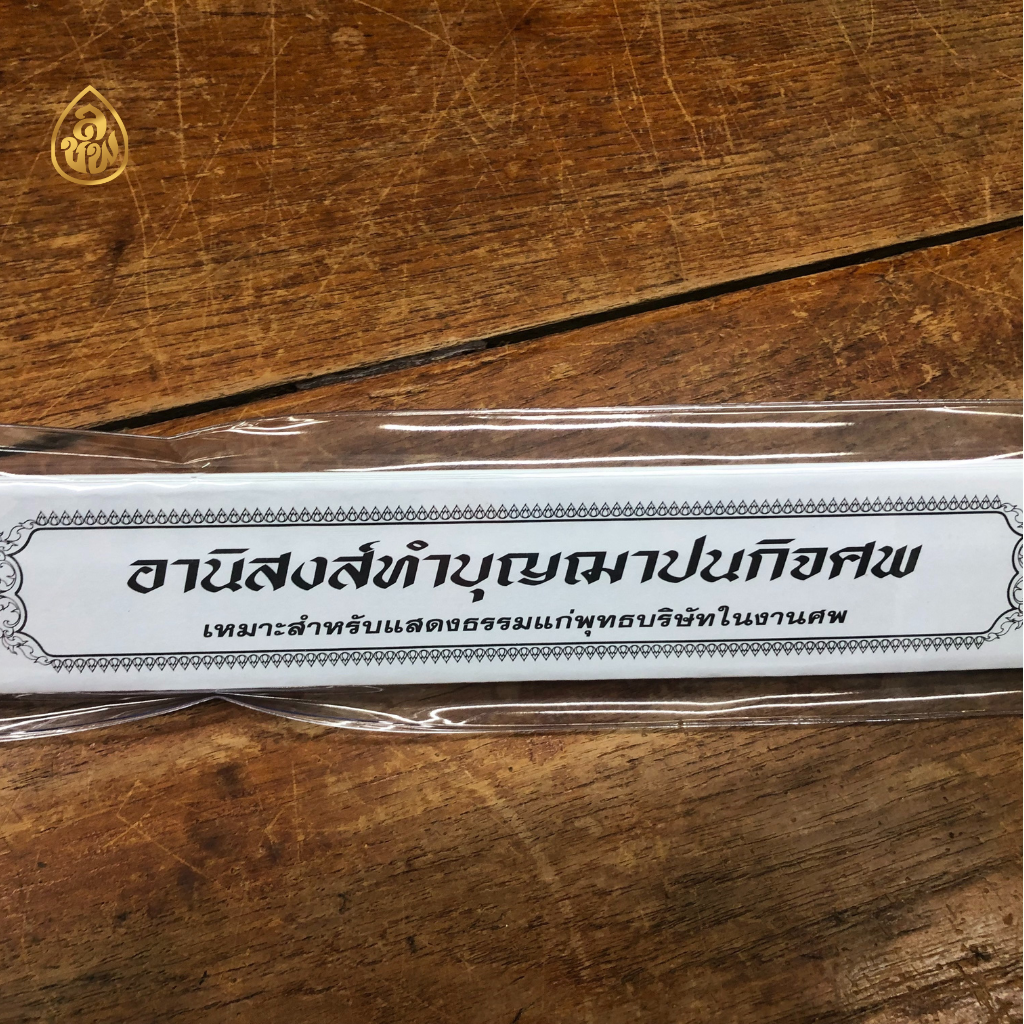 อานิสงส์ทำบุญฌาปนกิจศพ
เหมาะสำหรับแสดงธรรมแก่พุทธบริษัทในงานศพ